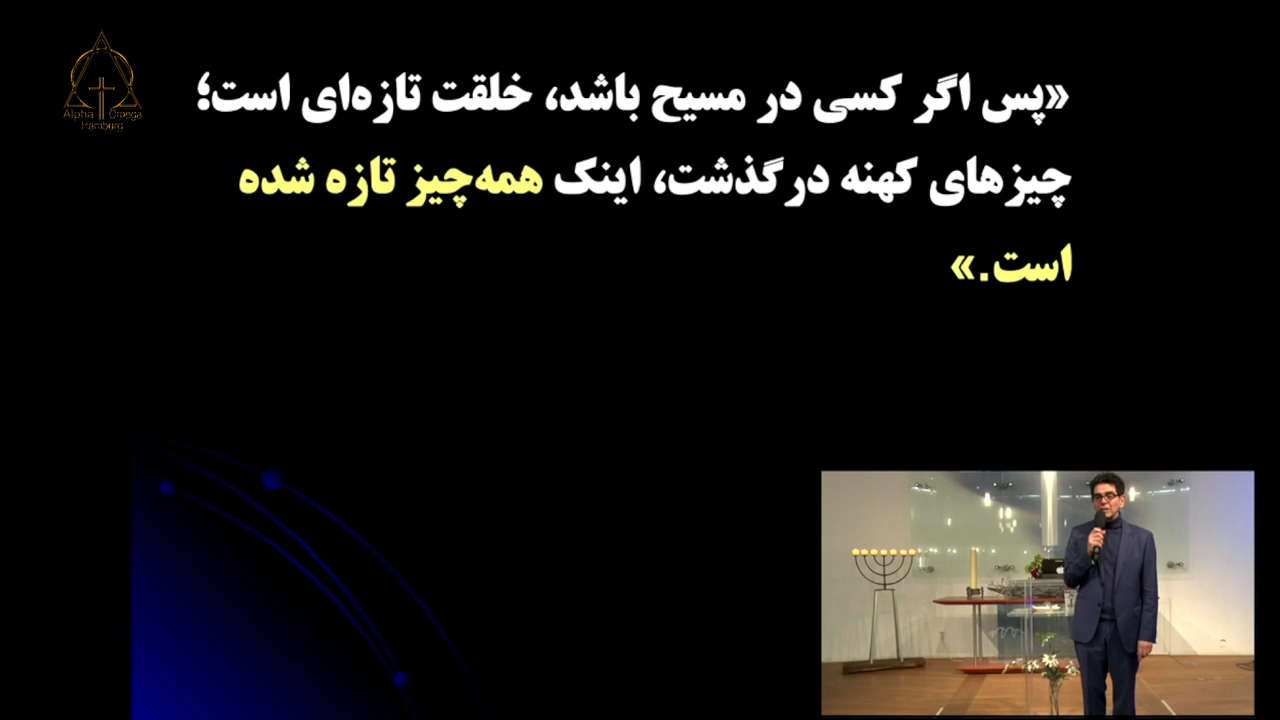 Alpha Omega
Hamburg
«پس اگر کسی در مسیح باشد، خلقت تازه‌ای است؛
چیزهای کهنه درگذشت، اینک همه‌چیز تازه شده
است.»